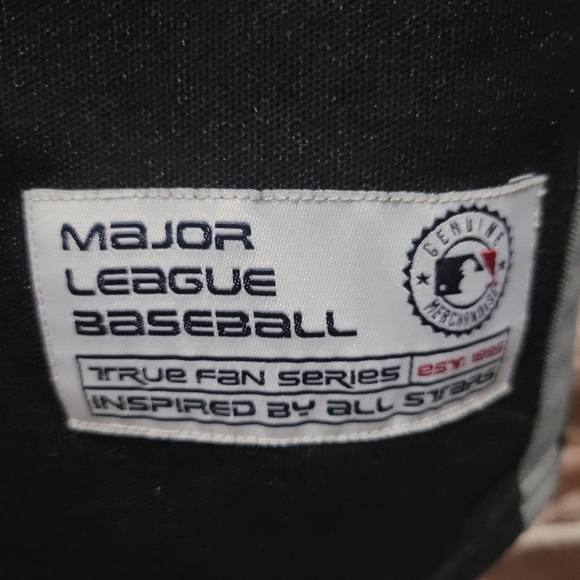 MAJOR
LEAGUE
BASEBALL
GENUINE
MERCHANDISE
TRUE FAN SERIES
EST.
INSPIRED BY ALL STARS